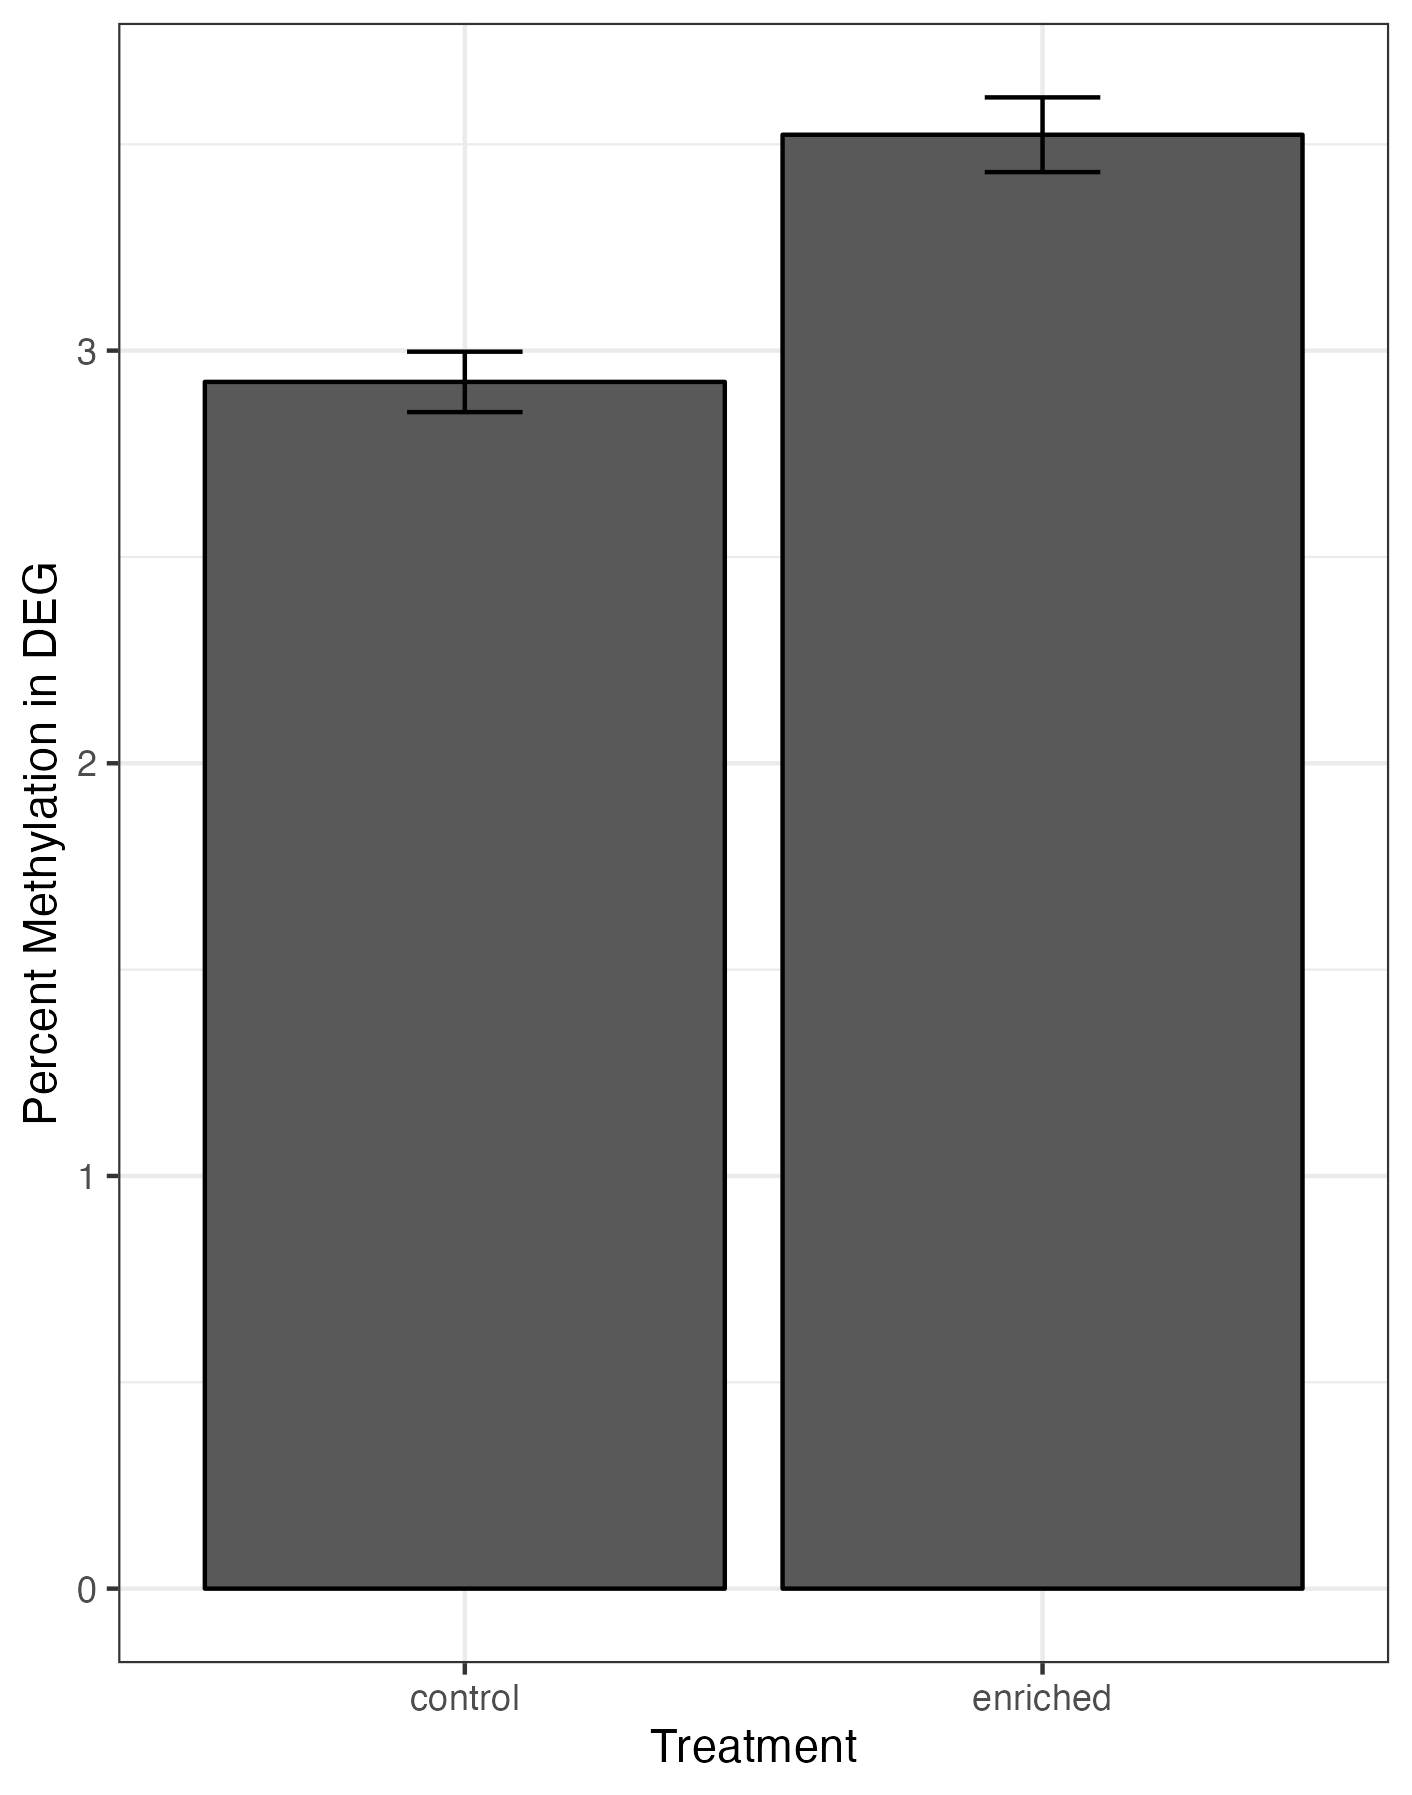 Percent Methylation in DEG
3
2
1
0
control
enriched
Treatment